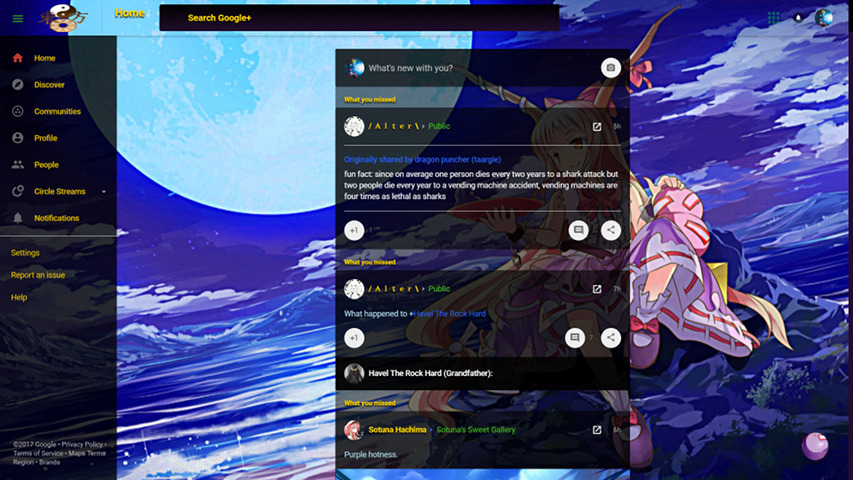 Home
Search Google+
Home
Discover
Communities
Profile
People
Circle Streams
Notifications
Settings
Report an issue
Help
©2017 Google • Privacy Policy •
Terms of Service • Maps Terms
Region • Brands
What's new with you?
What you missed
/ A l t e r \ › Public
5h
Originally shared by dragon puncher (taargle)
fun fact: since on average one person dies every two years to a shark attack but
two people die every year to a vending machine accident, vending machines are
four times as lethal as sharks
+1 1
What you missed
/ A l t e r \ › Public
7h
What happened to +Havel The Rock Hard
+1 7
Havel The Rock Hard (Grandfather):
What you missed
Sotuna Hachima › Sotuna's Sweet Gallery
Purple hotness.